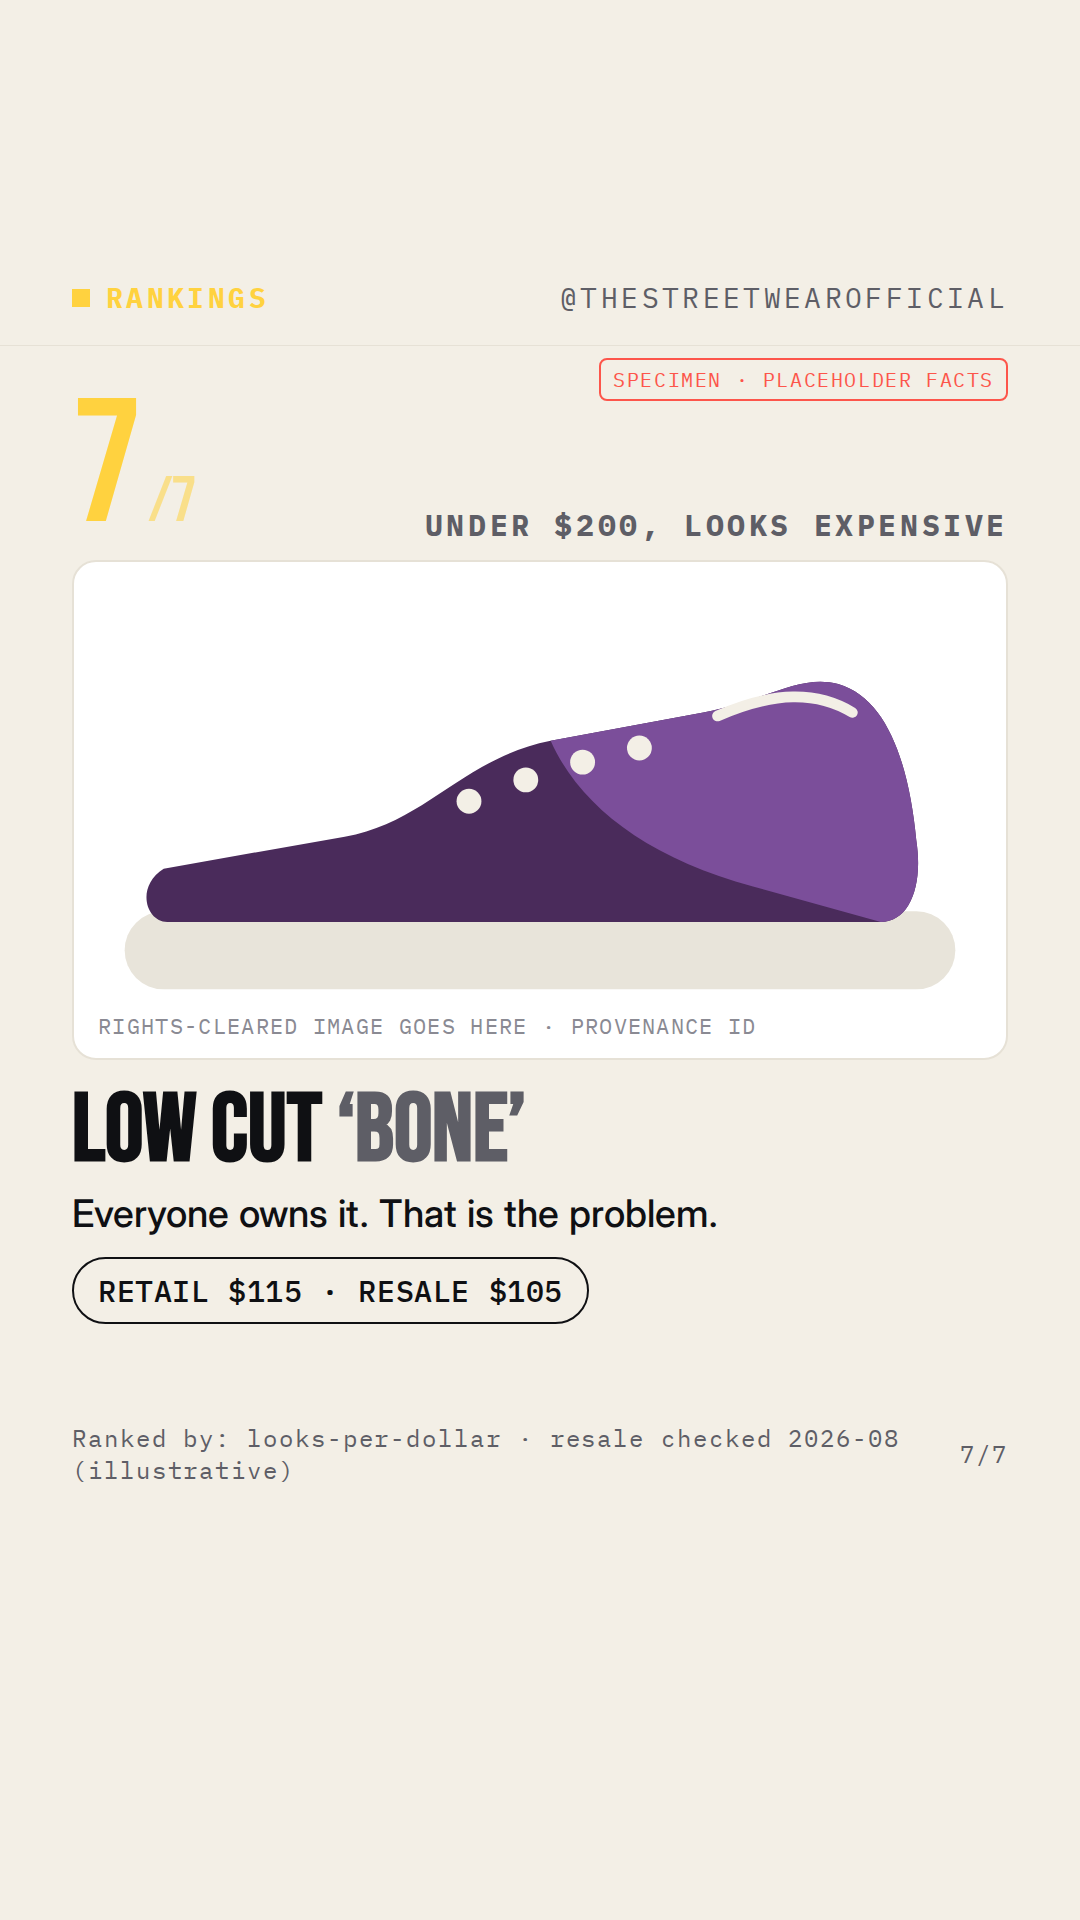 RANKINGS
@THESTREETWEAROFFICIAL
SPECIMEN · PLACEHOLDER FACTS
7/7
UNDER $200, LOOKS EXPENSIVE
RIGHTS-CLEARED IMAGE GOES HERE · PROVENANCE ID
LOW CUT ‘BONE’
Everyone owns it. That is the problem.
RETAIL $115 · RESALE $105
Ranked by: looks-per-dollar · resale checked 2026-08
(illustrative)
7/7